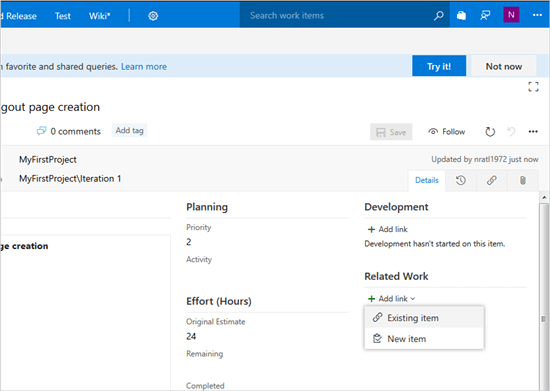 d Release Test Wiki* Search work items N
n favorite and shared queries. Learn more Try it! Not now
gout page creation
0 comments Add tag Save Follow
MyFirstProject Updated by nratl1972 just now
MyFirstProject\Iteration 1 Details
Planning Development
Priority Add link
2 Development hasn't started on this item.
ge creation Activity
Related Work
Effort (Hours) Add link
Original Estimate Existing item
24
Remaining New item
Completed